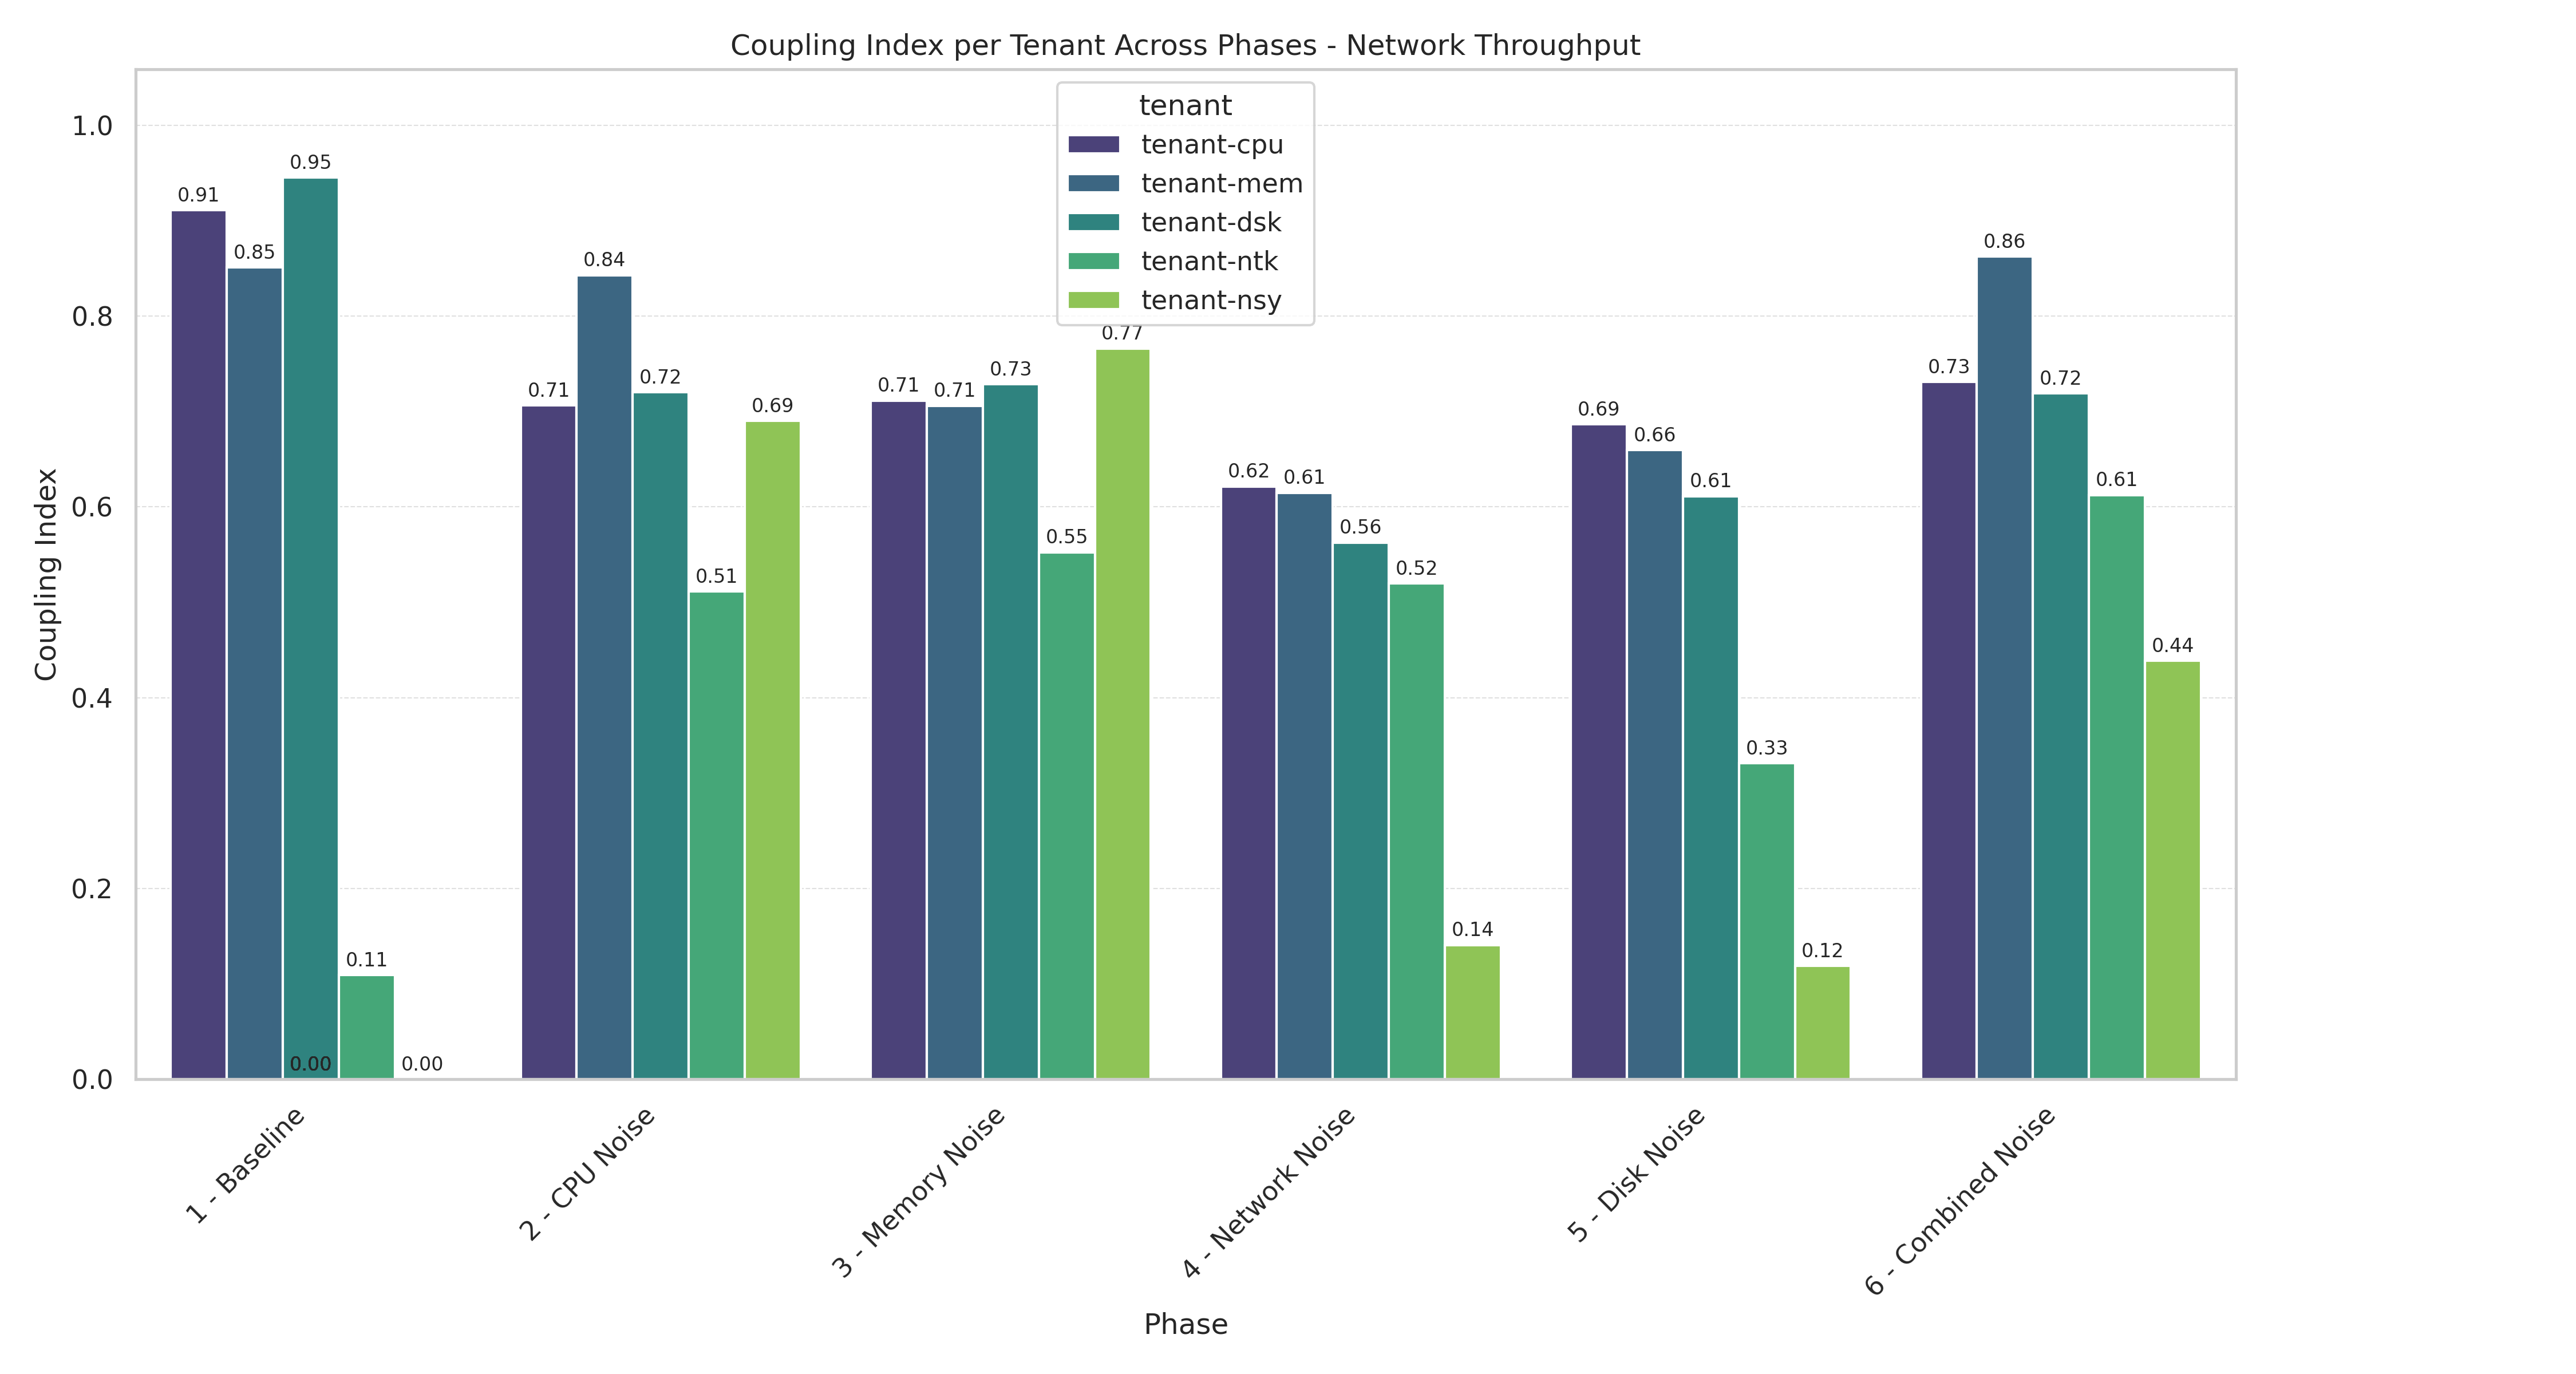 Coupling Index per Tenant Across Phases - Network Throughput
tenant
tenant-cpu
tenant-mem
tenant-dsk
tenant-ntk
tenant-nsy
Coupling Index
1.0
0.8
0.6
0.4
0.2
0.0
0.91
0.85
0.95
0.11
0.00
0.00
0.71
0.84
0.72
0.51
0.69
0.71
0.71
0.73
0.55
0.77
0.62
0.61
0.56
0.52
0.14
0.69
0.66
0.61
0.33
0.12
0.73
0.86
0.72
0.61
0.44
1 - Baseline
2 - CPU Noise
3 - Memory Noise
4 - Network Noise
5 - Disk Noise
6 - Combined Noise
Phase